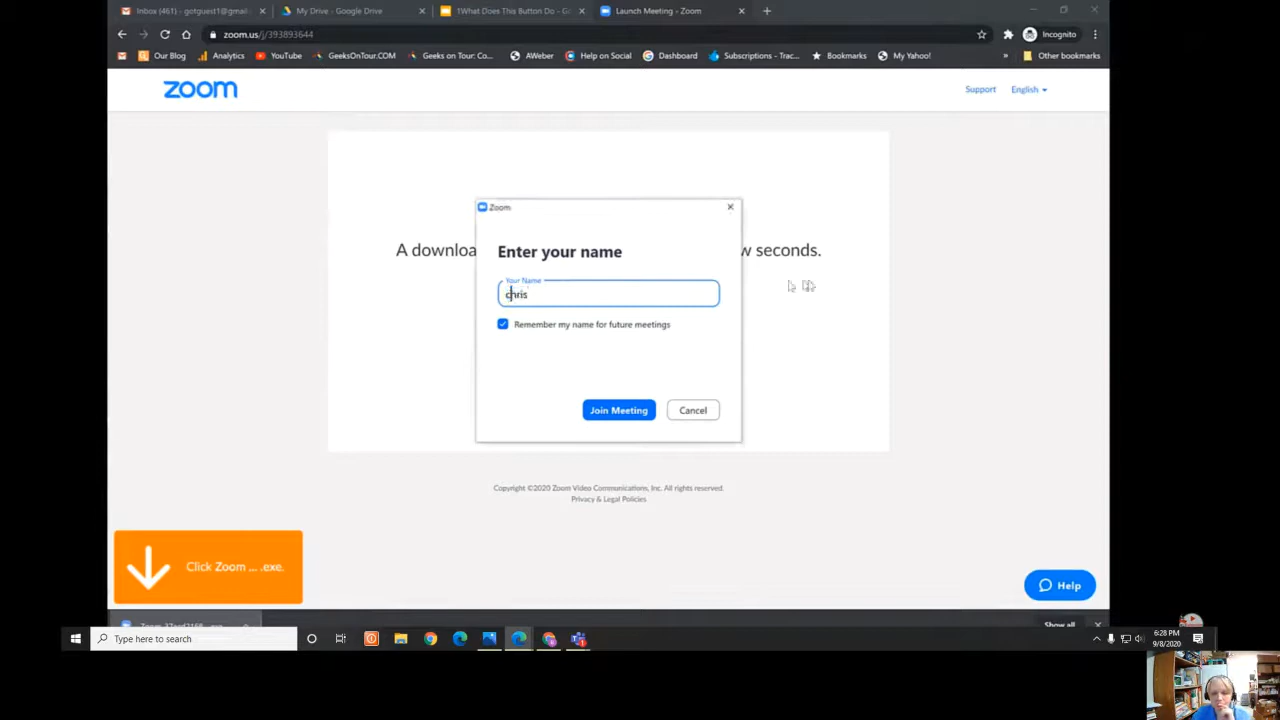 Inbox (461) - gotguest1@gmail
My Drive - Google Drive
1What Does This Button Do - Go
Launch Meeting - Zoom
zoom.us/j/393893644
Incognito
Our Blog
Analytics
YouTube
GeeksOnTour.COM
Geeks on Tour: Co...
AWeber
Help on Social
Dashboard
Subscriptions - Trac...
Bookmarks
My Yahoo!
»
Other bookmarks
zoom
Support
English
Zoom
A downloa
w seconds.
Enter your name
Your Name
chris
Remember my name for future meetings
Join Meeting
Cancel
Copyright ©2020 Zoom Video Communications, Inc. All rights reserved.
Privacy & Legal Policies
Click Zoom ... .exe.
Help
Show all
Type here to search
6:28 PM
9/8/2020